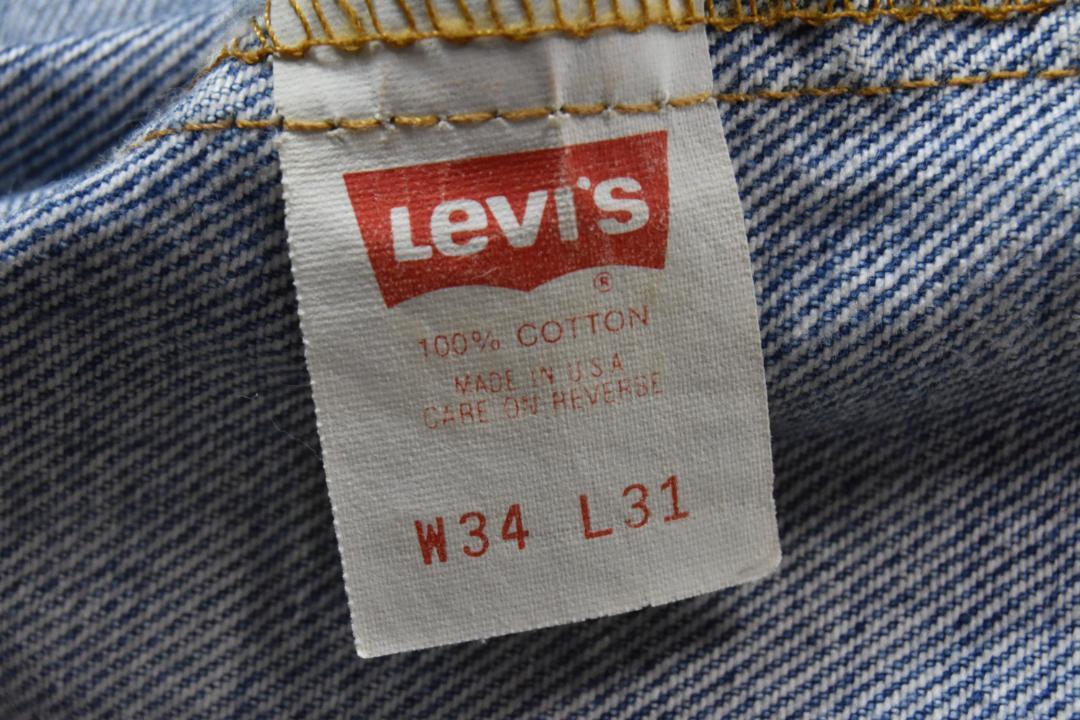 LeVI'S
®
100% COTTON
MADE IN U S A
CARE ON REVERSE
W34 L31